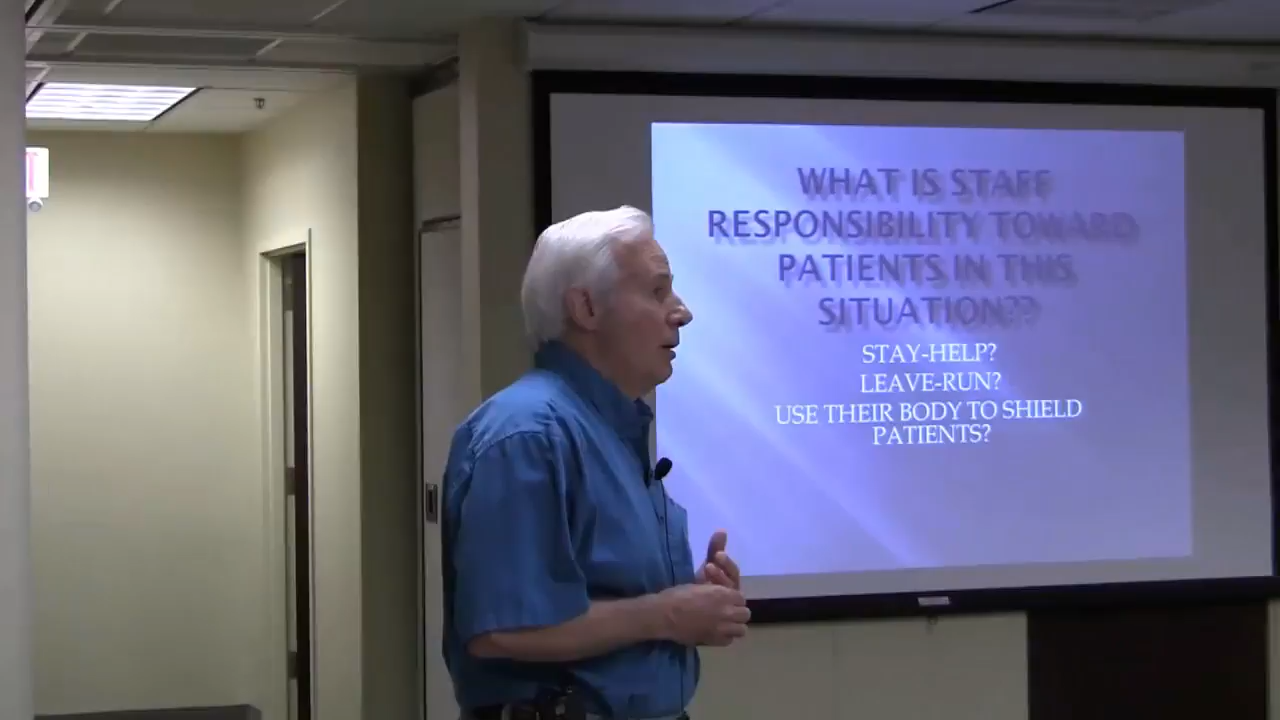 WHAT IS STAFF
RESPONSIBILITY TOWARD
PATIENTS IN THIS
SITUATION??
STAY-HELP?
LEAVE-RUN?
USE THEIR BODY TO SHIELD
PATIENTS?